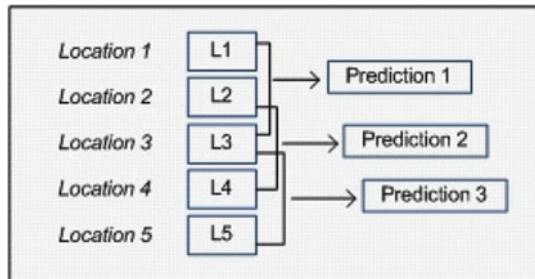 Location 1 L1
Prediction 1
Location 2 L2
Location 3 L3
Prediction 2
Location 4 L4
Prediction 3
Location 5 L5